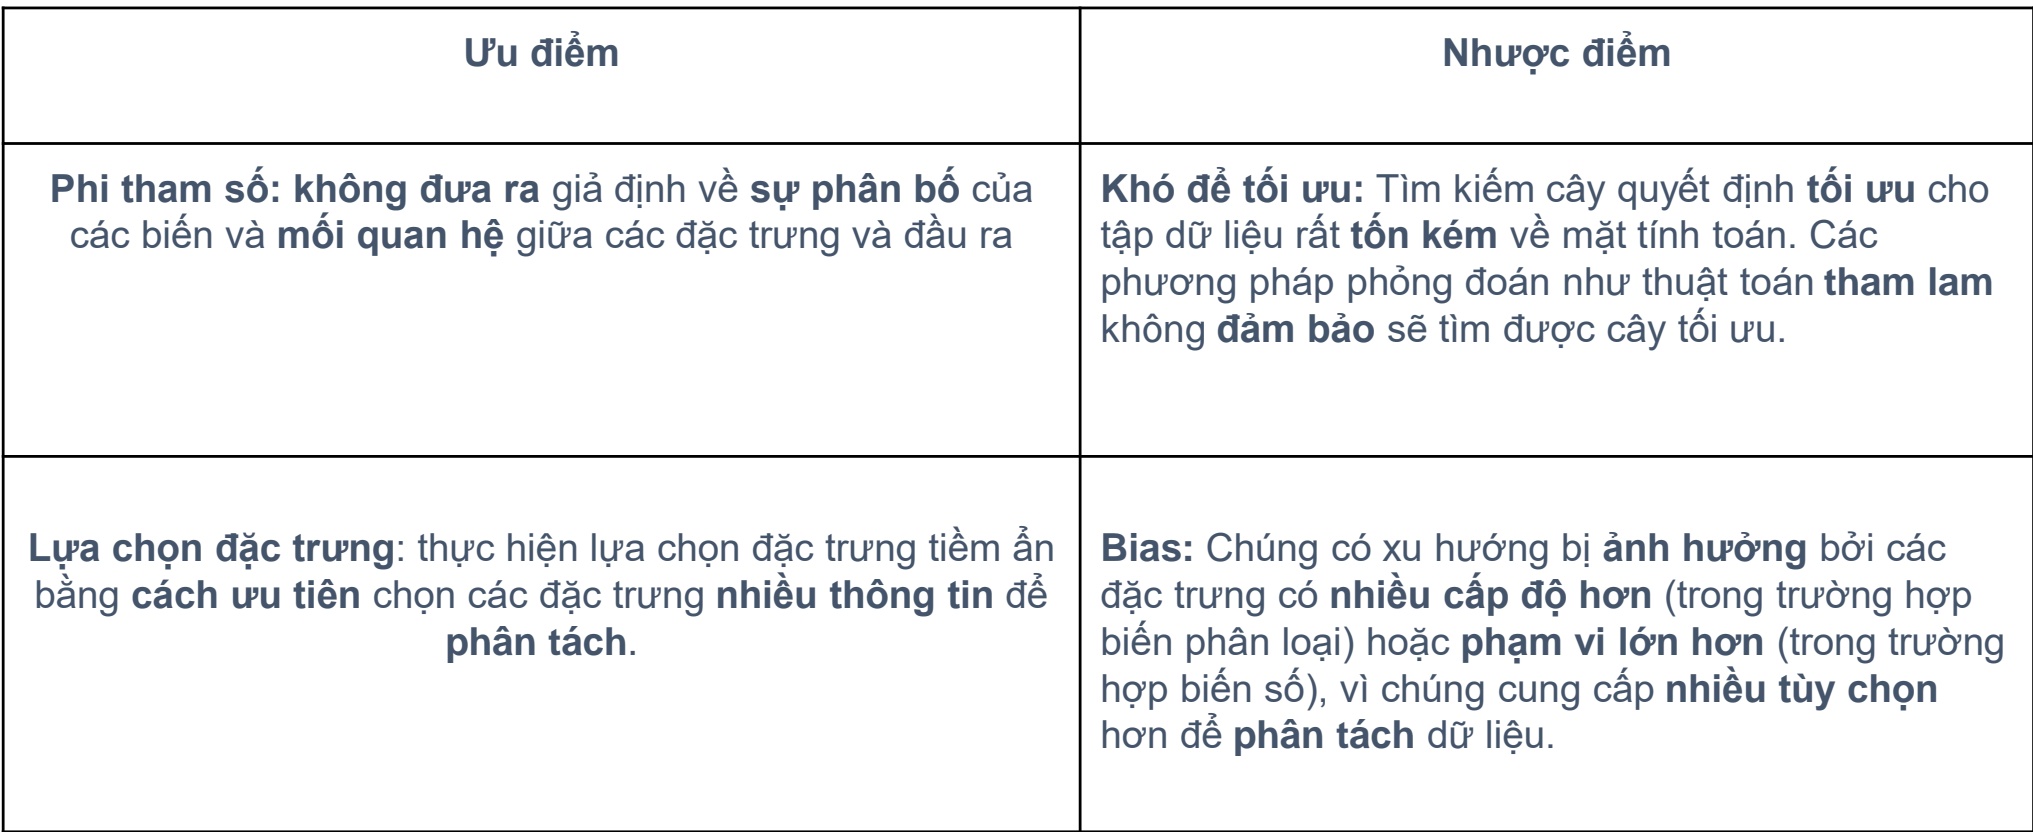 Ưu điểm
Nhược điểm
Phi tham số: không đưa ra giả định về sự phân bố của
các biến và mối quan hệ giữa các đặc trưng và đầu ra
Khó để tối ưu: Tìm kiếm cây quyết định tối ưu cho
tập dữ liệu rất tốn kém về mặt tính toán. Các
phương pháp phỏng đoán như thuật toán tham lam
không đảm bảo sẽ tìm được cây tối ưu.
Lựa chọn đặc trưng: thực hiện lựa chọn đặc trưng tiềm ẩn
bằng cách ưu tiên chọn các đặc trưng nhiều thông tin để
phân tách.
Bias: Chúng có xu hướng bị ảnh hưởng bởi các
đặc trưng có nhiều cấp độ hơn (trong trường hợp
biến phân loại) hoặc phạm vi lớn hơn (trong trường
hợp biến số), vì chúng cung cấp nhiều tùy chọn
hơn để phân tách dữ liệu.